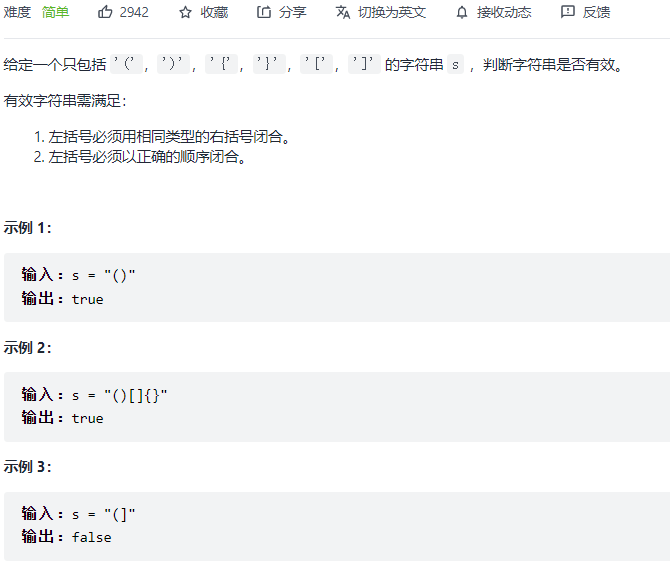 难度 简单 2942 收藏 分享 切换为英文 接收动态 反馈
给定一个只包括 '('，')'，'{'，'}'，'['，']' 的字符串 s ，判断字符串是否有效。
有效字符串需满足：
1. 左括号必须用相同类型的右括号闭合。
2. 左括号必须以正确的顺序闭合。
示例 1：
输入：s = "()"
输出：true
示例 2：
输入：s = "()[]{}"
输出：true
示例 3：
输入：s = "(]"
输出：false